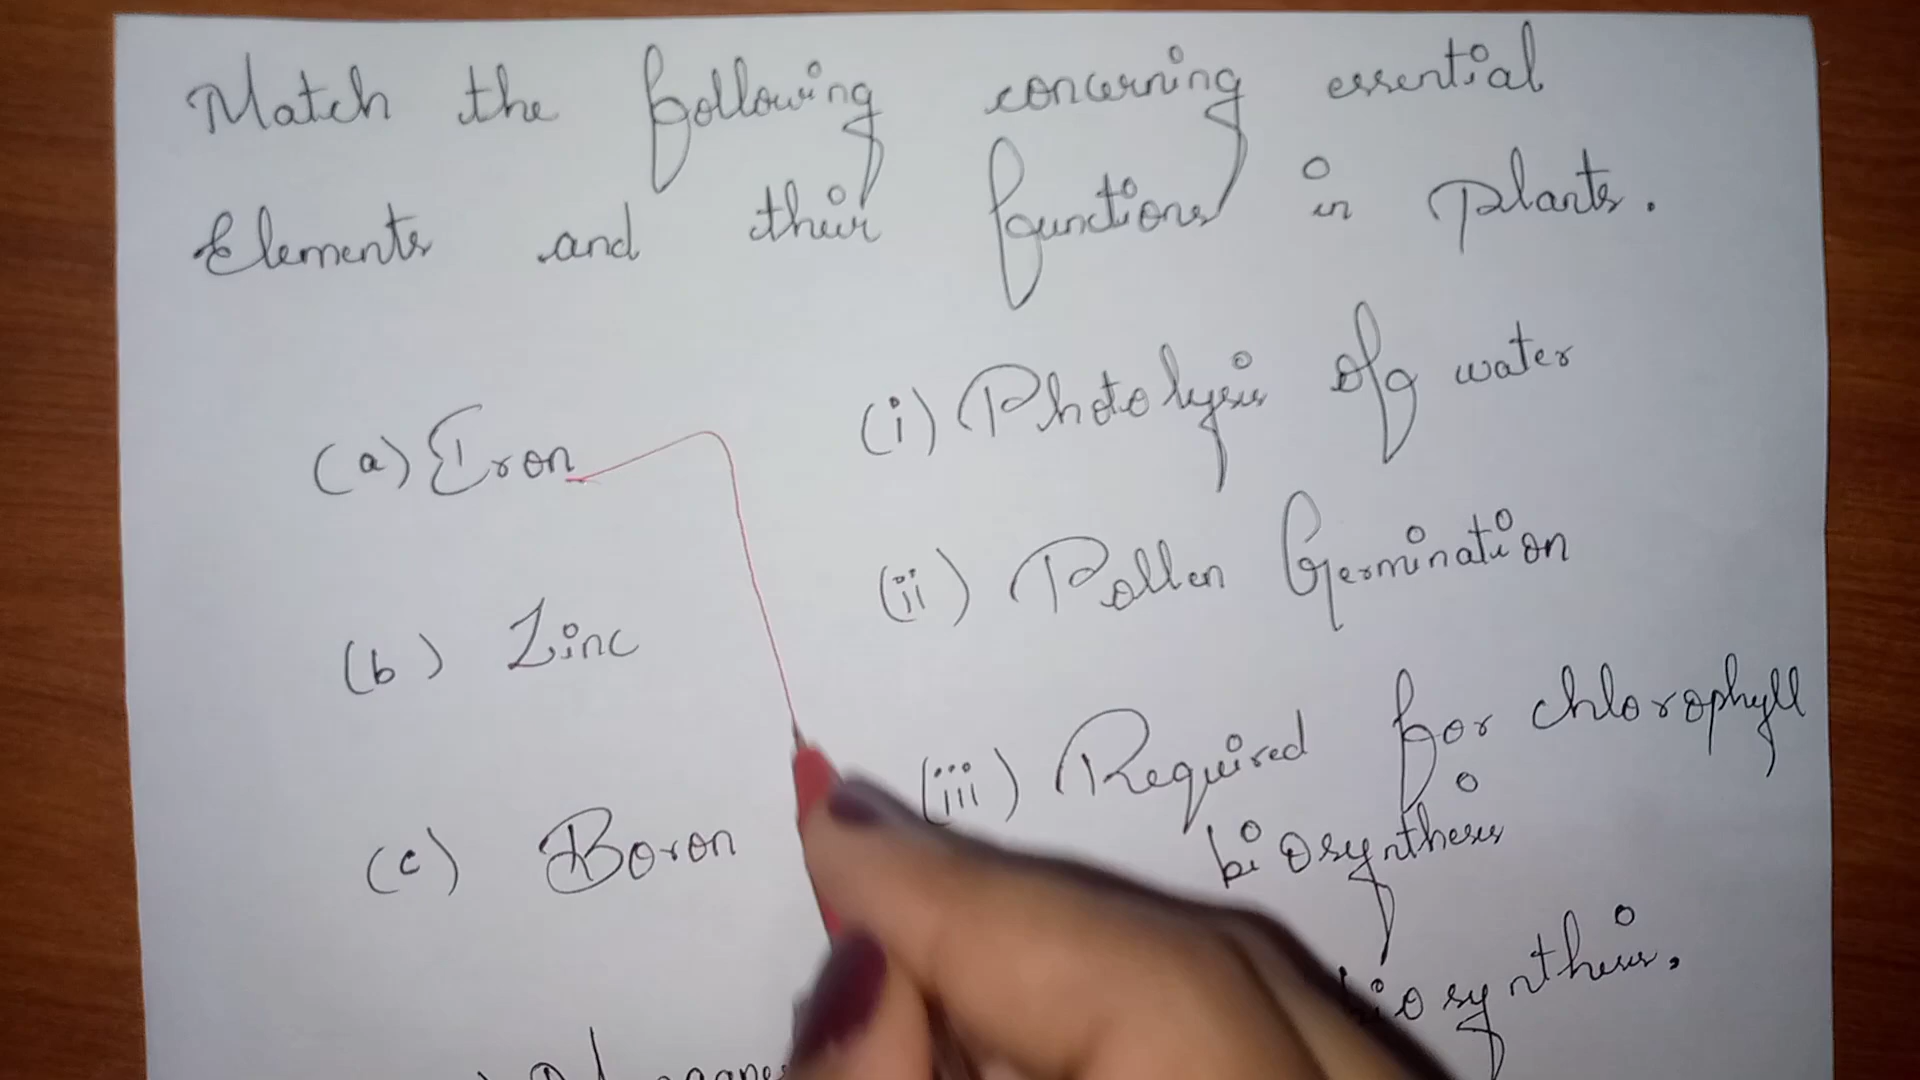 Match the following concerning essential
Elements and their functions in Plants.
(a) Iron
(i) Photolysis of water
(b) Zinc
(ii) Pollen Germination
(c) Boron
(iii) Required for chlorophyll
biosynthesis
biosynthesis.